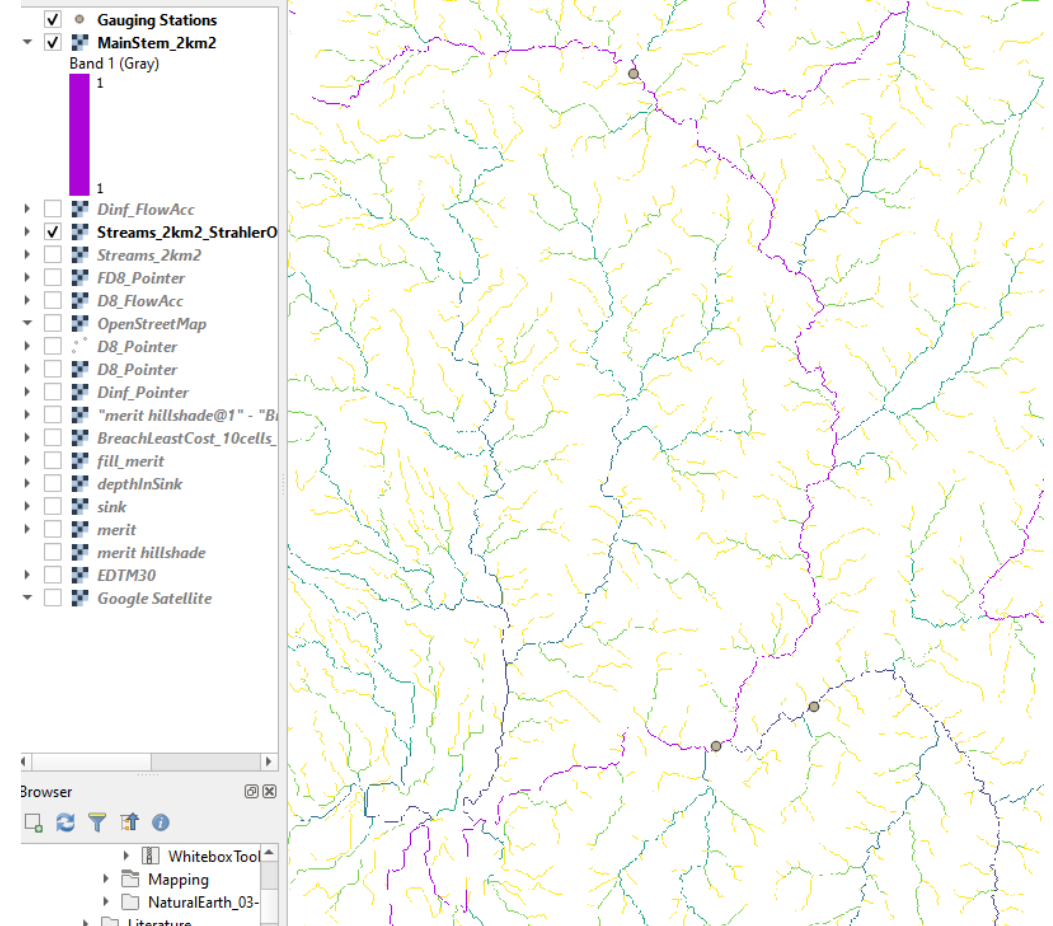 Gauging Stations
MainStem_2km2
Band 1 (Gray)
1
1
Dinf_FlowAcc
Streams_2km2_StrahlerO
Streams_2km2
FD8_Pointer
D8_FlowAcc
OpenStreetMap
D8_Pointer
D8_Pointer
Dinf_Pointer
"merit hillshade@1" - "B
BreachLeastCost_10cells_
fill_merit
depthInSink
sink
merit
merit hillshade
EDTM30
Google Satellite
Browser
WhiteboxTool
Mapping
NaturalEarth_03-
Literature